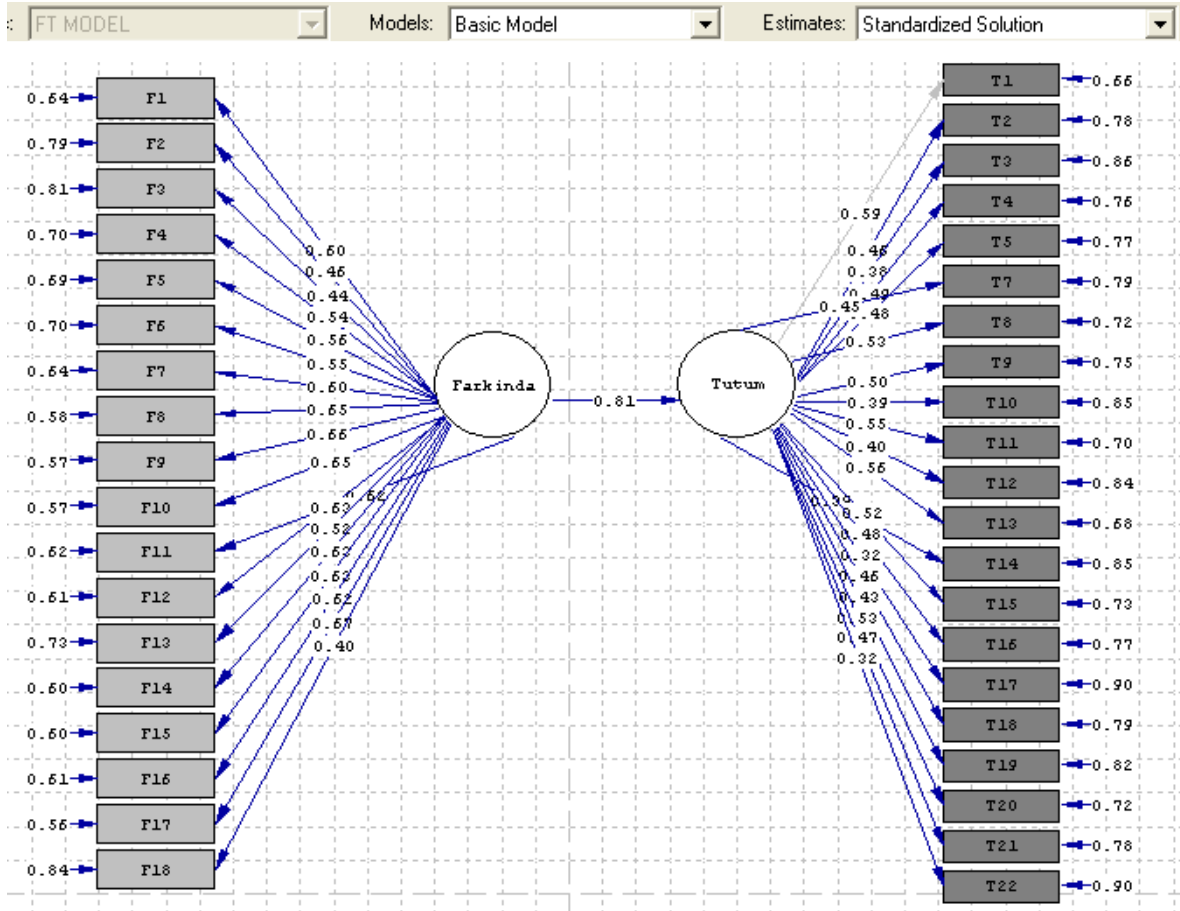 : FT MODEL Models: Basic Model Estimates: Standardized Solution
0.64 F1
0.79 F2
0.81 F3
0.70 F4
0.69 F5
0.70 F6
0.64 F7
0.58 F8
0.57 F9
0.57 F10
0.62 F11
0.61 F12
0.73 F13
0.60 F14
0.60 F15
0.61 F16
0.56 F17
0.84 F18
0.60
0.46
0.44
0.54
0.56
0.55
0.60
0.65
0.66
0.65
0.62
0.63
0.52
0.63
0.63
0.62
0.67
0.40
Farkinda
0.81
Tutum
0.59
0.46
0.38
0.49
0.45
0.48
0.53
0.50
0.39
0.55
0.40
0.56
0.39
0.52
0.48
0.32
0.46
0.43
0.53
0.47
0.32
T1 0.66
T2 0.78
T3 0.86
T4 0.76
T5 0.77
T7 0.79
T8 0.72
T9 0.75
T10 0.85
T11 0.70
T12 0.84
T13 0.68
T14 0.85
T15 0.73
T16 0.77
T17 0.90
T18 0.79
T19 0.82
T20 0.72
T21 0.78
T22 0.90